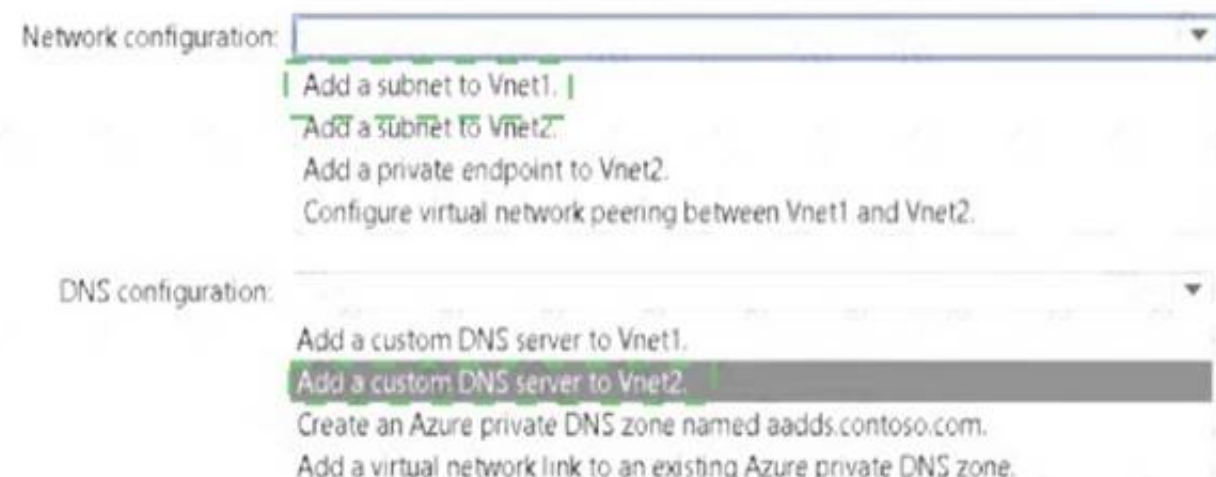 Network configuration:
Add a subnet to Vnet1.
Add a subnet to Vnet2.
Add a private endpoint to Vnet2.
Configure virtual network peering between Vnet1 and Vnet2.
DNS configuration:
Add a custom DNS server to Vnet1.
Add a custom DNS server to Vnet2.
Create an Azure private DNS zone named aadds.contoso.com.
Add a virtual network link to an existing Azure private DNS zone.